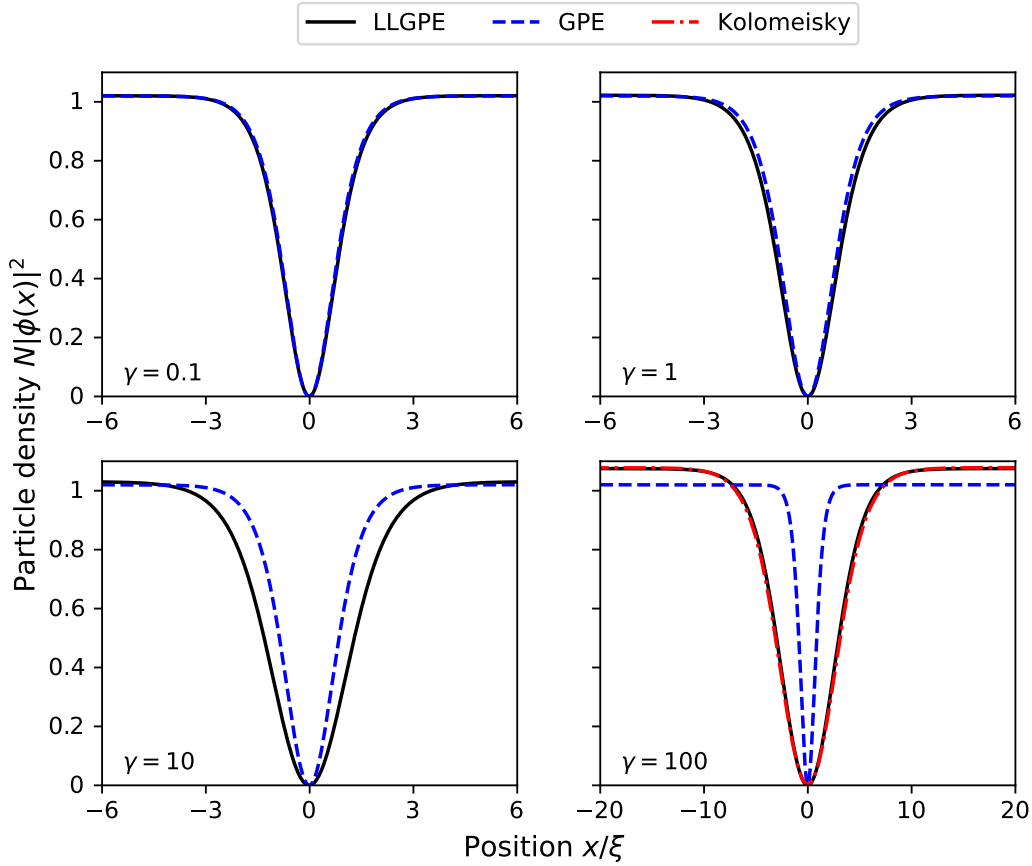 LLGPE GPE Kolomeisky
Particle density N|ϕ(x)|²
1
0.8
0.6
0.4
0.2
0
γ = 0.1
−6 −3 0 3 6
γ = 1
−6 −3 0 3 6
1
0.8
0.6
0.4
0.2
0
γ = 10
−6 −3 0 3 6
γ = 100
−20 −10 0 10 20
Position x/ξ